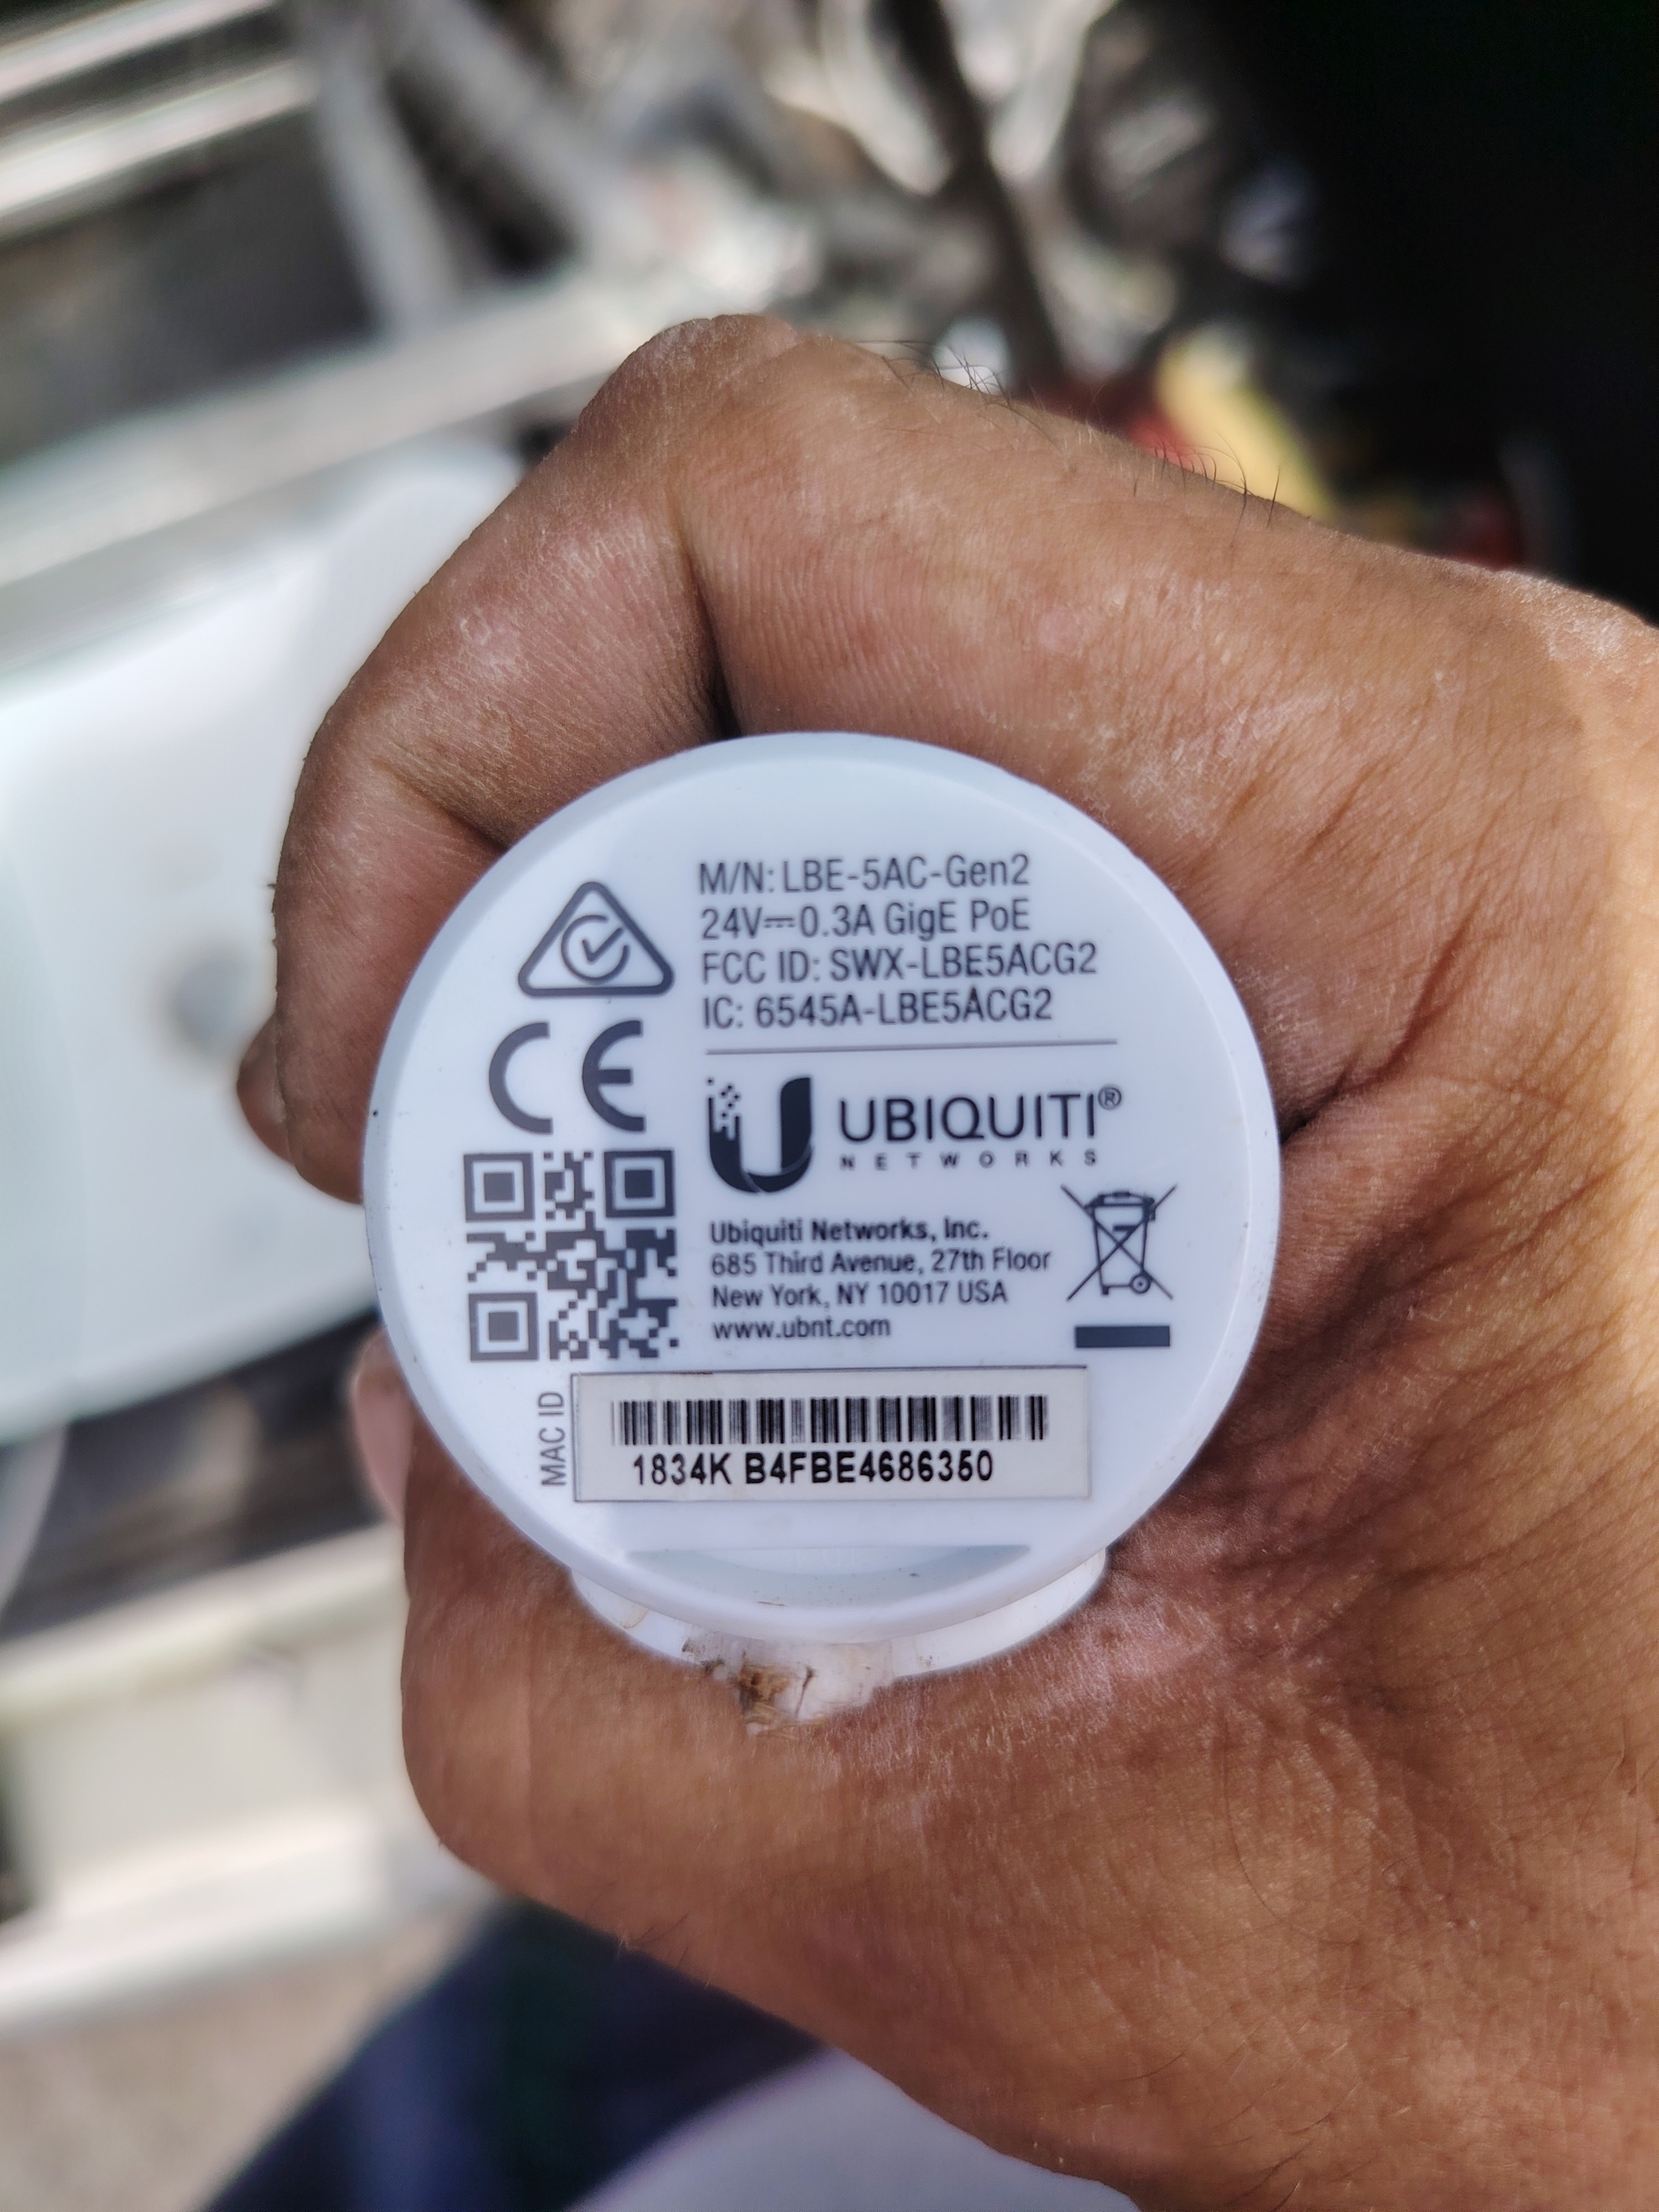 M/N: LBE-5AC-Gen2
24V⎓0.3A GigE PoE
FCC ID: SWX-LBE5ACG2
IC: 6545A-LBE5ACG2
CE
UBIQUITI®
NETWORKS
Ubiquiti Networks, Inc.
685 Third Avenue, 27th Floor
New York, NY 10017 USA
www.ubnt.com
MAC ID
1834K B4FBE4686350